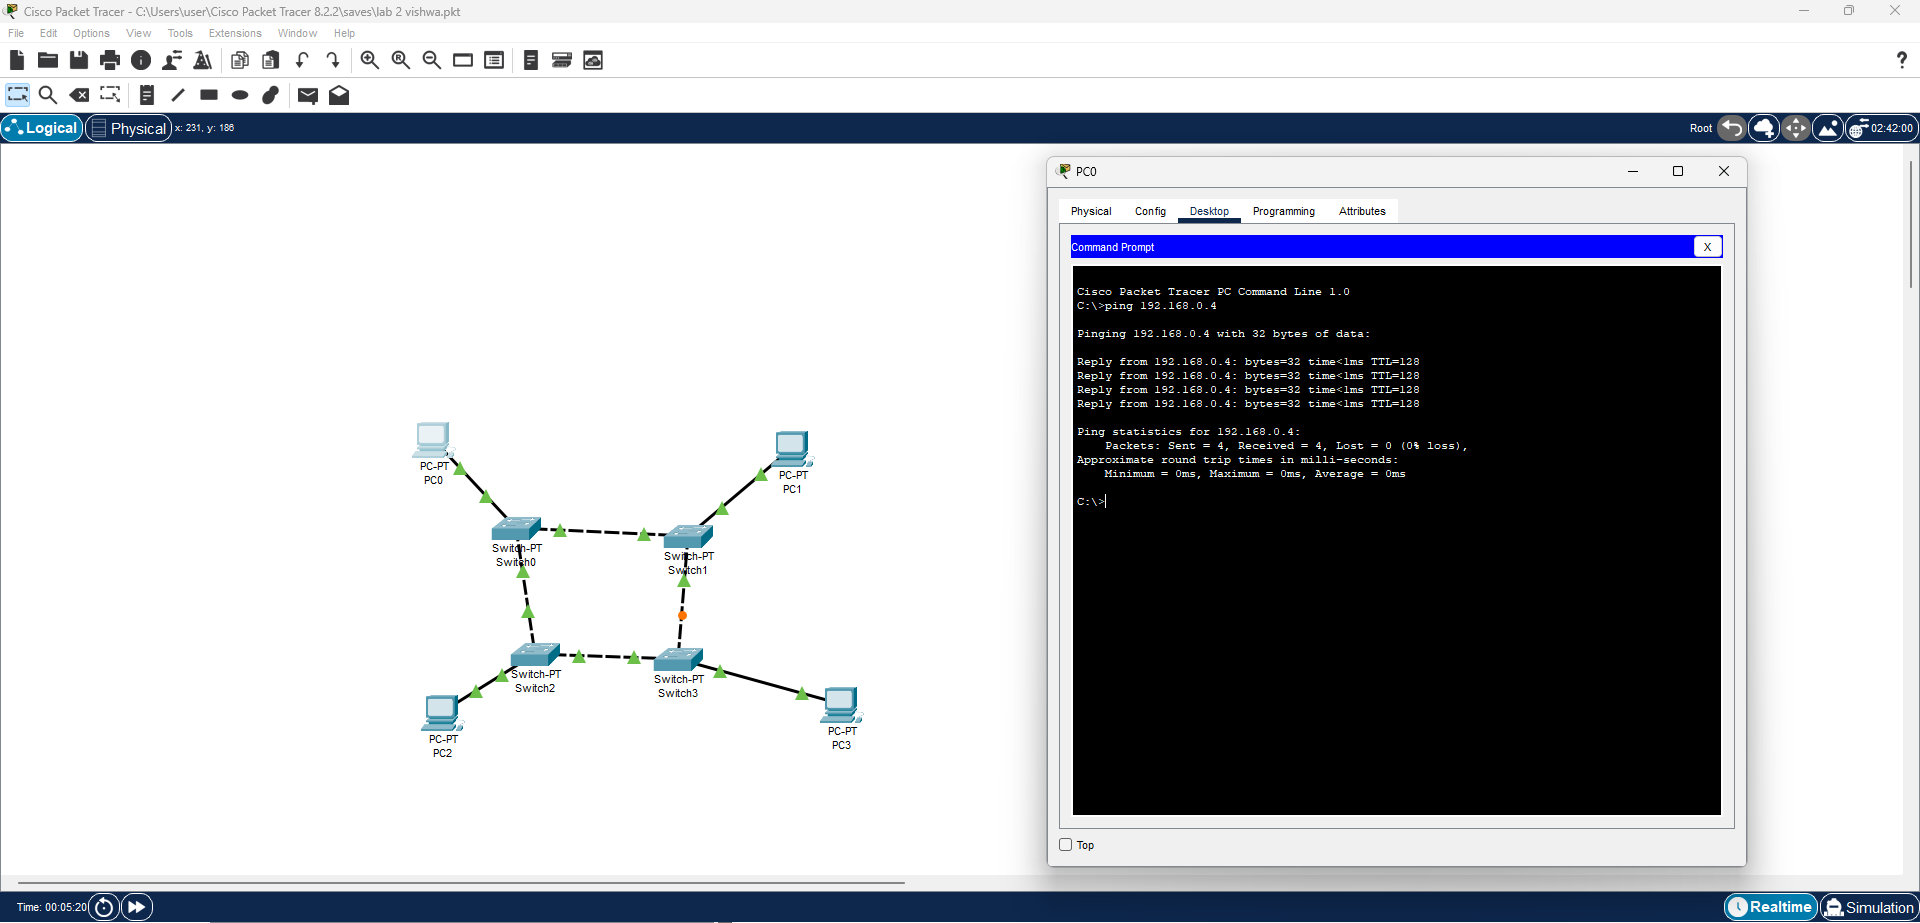 Cisco Packet Tracer - C:\Users\user\Cisco Packet Tracer 8.2.2\saves\lab 2 vishwa.pkt
File Edit Options View Tools Extensions Window Help
?
Logical Physical x: 231, y: 186 Root 02:42:00
PC0
Physical Config Desktop Programming Attributes
Command Prompt X
Cisco Packet Tracer PC Command Line 1.0
C:\>ping 192.168.0.4
Pinging 192.168.0.4 with 32 bytes of data:
Reply from 192.168.0.4: bytes=32 time<1ms TTL=128
Reply from 192.168.0.4: bytes=32 time<1ms TTL=128
Reply from 192.168.0.4: bytes=32 time<1ms TTL=128
Reply from 192.168.0.4: bytes=32 time<1ms TTL=128
Ping statistics for 192.168.0.4:
Packets: Sent = 4, Received = 4, Lost = 0 (0% loss),
Approximate round trip times in milli-seconds:
Minimum = 0ms, Maximum = 0ms, Average = 0ms
C:\>
Top
PC-PT
PC0
PC-PT
PC1
Switch-PT
Switch0
Switch-PT
Switch1
Switch-PT
Switch2
Switch-PT
Switch3
PC-PT
PC2
PC-PT
PC3
Time: 00:05:20 Realtime Simulation